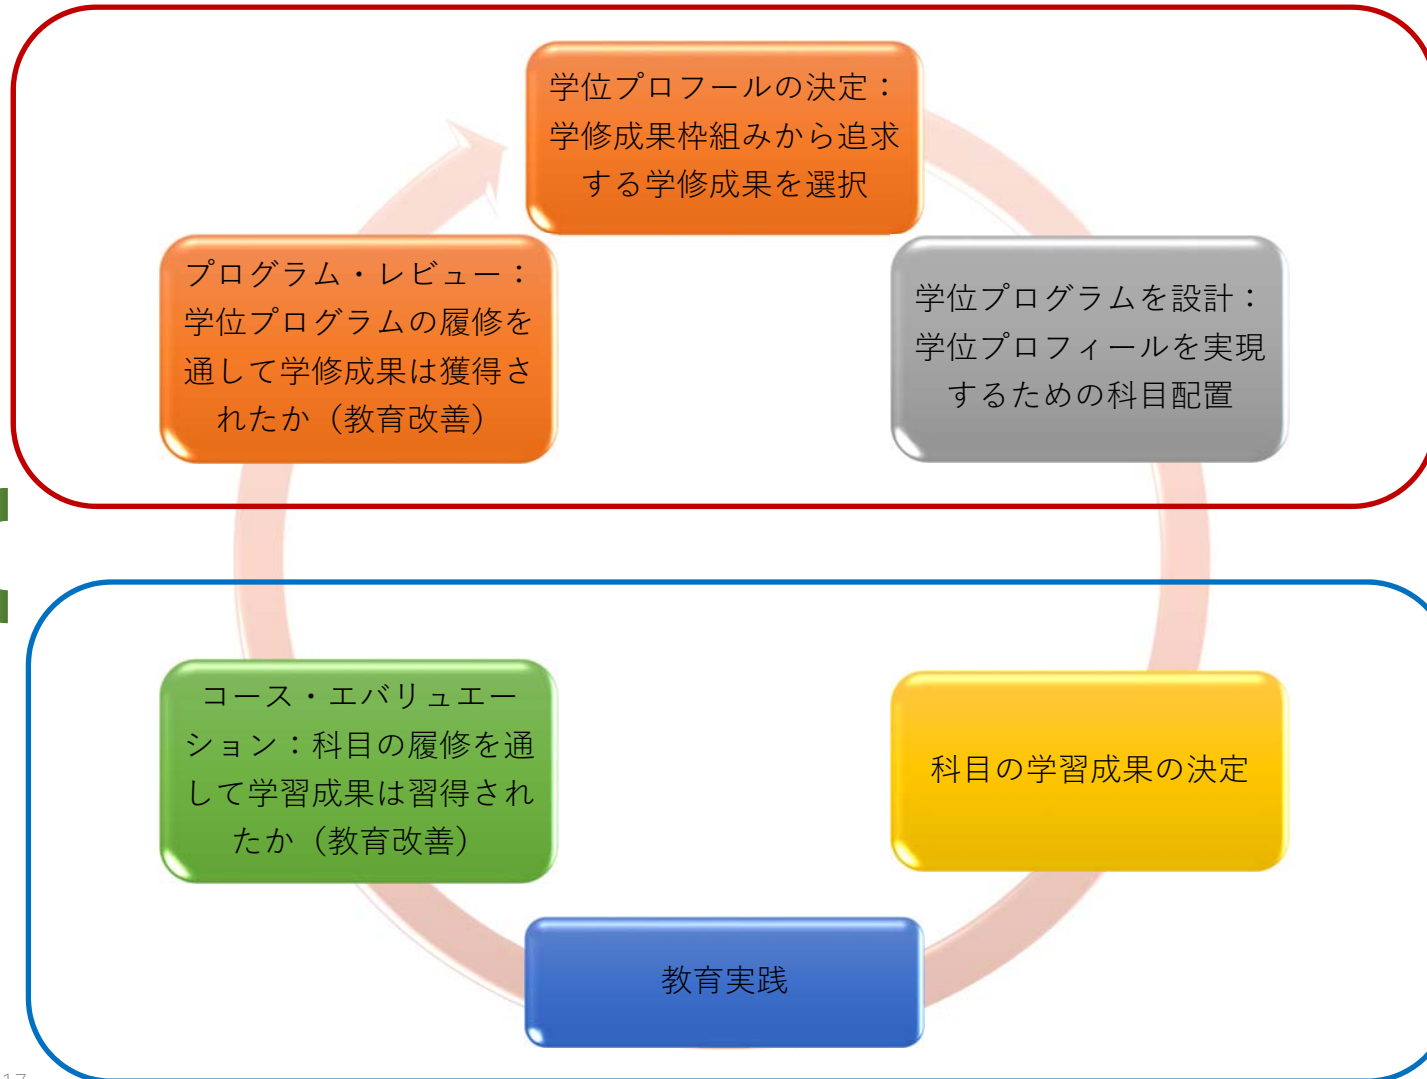 学位プロフールの決定：
学修成果枠組みから追求
する学修成果を選択
プログラム・レビュー：
学位プログラムの履修を
通して学修成果は獲得さ
れたか（教育改善）
学位プログラムを設計：
学位プロフィールを実現
するための科目配置
コース・エバリュエー
ション：科目の履修を通
して学習成果は習得され
たか（教育改善）
科目の学習成果の決定
教育実践
17